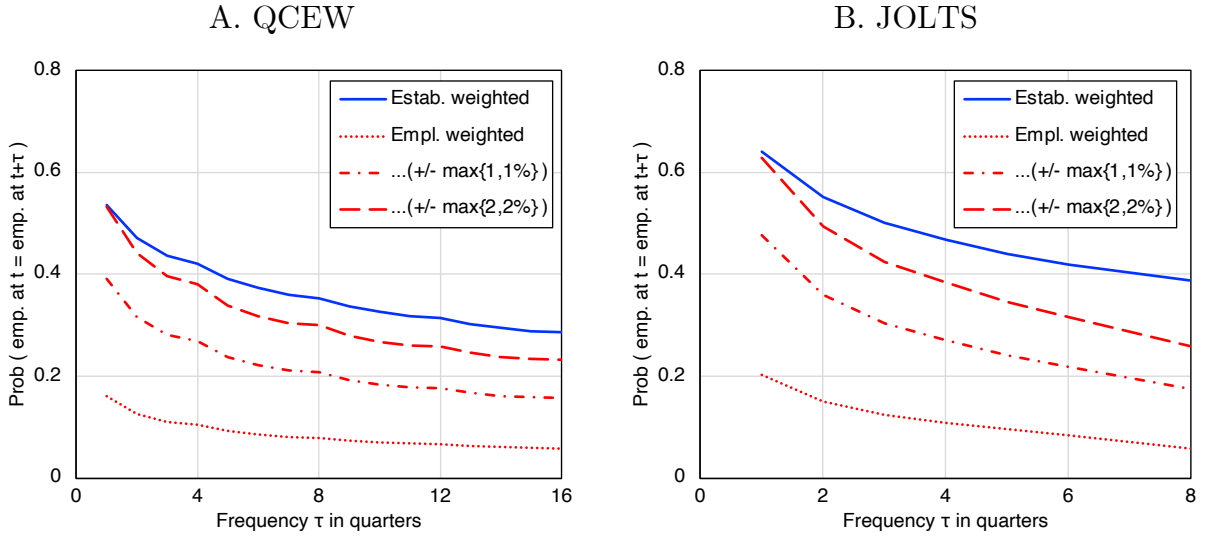 A. QCEW
Prob ( emp. at t = emp. at t+τ )
0.8
0.6
0.4
0.2
0
Estab. weighted
Empl. weighted
...(+/- max{1,1%})
...(+/- max{2,2%})
0 4 8 12 16
Frequency τ in quarters
B. JOLTS
Prob ( emp. at t = emp. at t+τ )
0.8
0.6
0.4
0.2
0
Estab. weighted
Empl. weighted
...(+/- max{1,1%})
...(+/- max{2,2%})
0 2 4 6 8
Frequency τ in quarters